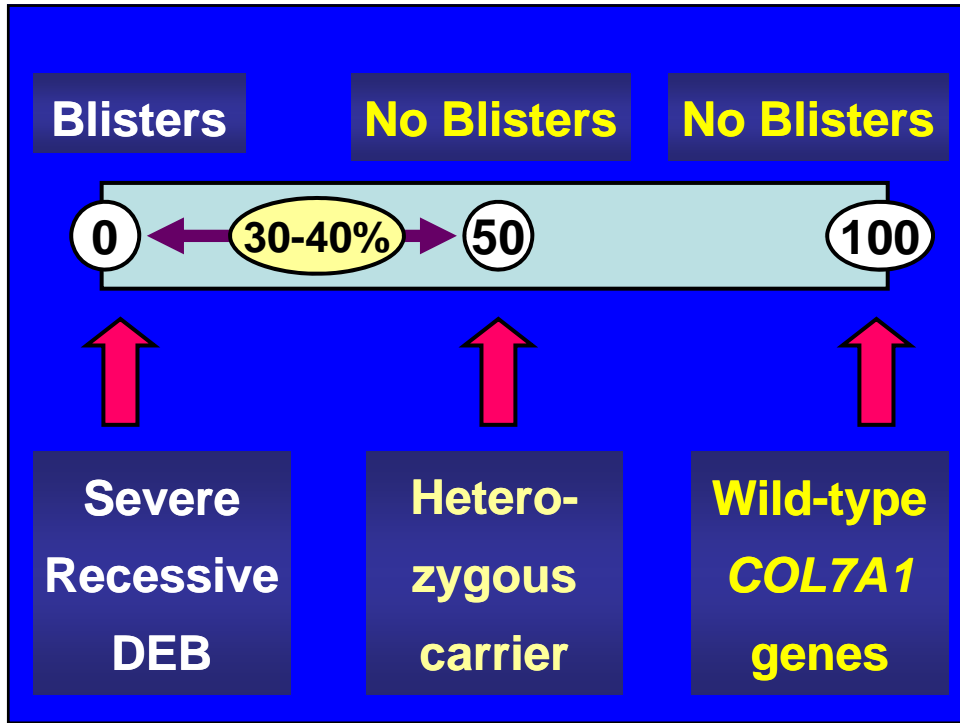 Blisters
No Blisters
No Blisters
0
30-40%
50
100
Severe
Recessive
DEB
Hetero-
zygous
carrier
Wild-type
COL7A1
genes